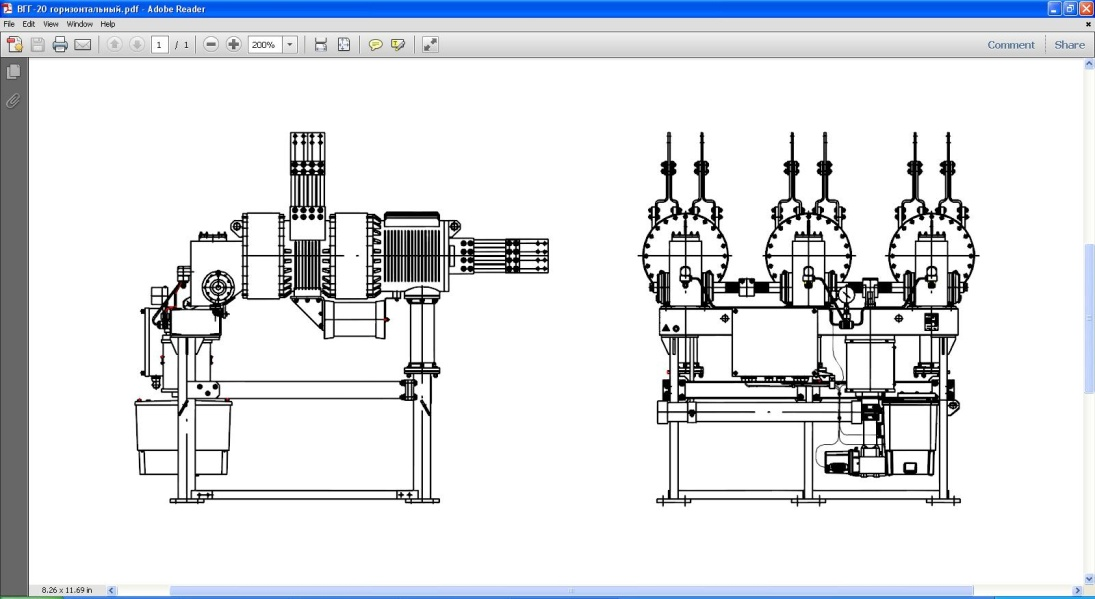 ВГГ-20 горизонтальный.pdf - Adobe Reader
File Edit View Window Help
1 / 1 200% Comment Share
8.26 x 11.69 in